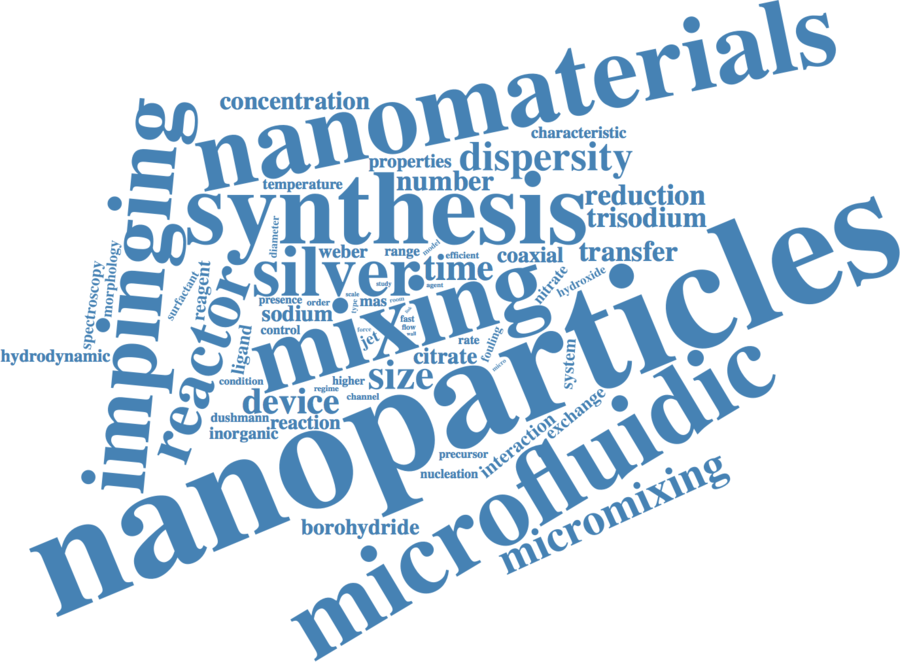 nanomaterials
concentration
characteristic
impinging
properties
dispersity
temperature
number
synthesis
reduction
trisodium
diameter
weber
range
model
efficient
coaxial
transfer
morphology
spectroscopy
surfactant
reagent
reactor
silver
study
time
agent
nitrate
hydroxide
nanoparticles
presence
order
scale
type
mas
room
sodium
mixing
fast
flow
wall
control
force
jet
rate
fouling
hydrodynamic
ligand
citrate
micro
system
condition
regime
higher
size
channel
device
dushmann
reaction
inorganic
exchange
interaction
microfluidic
precursor
nucleation
micromixing
borohydride